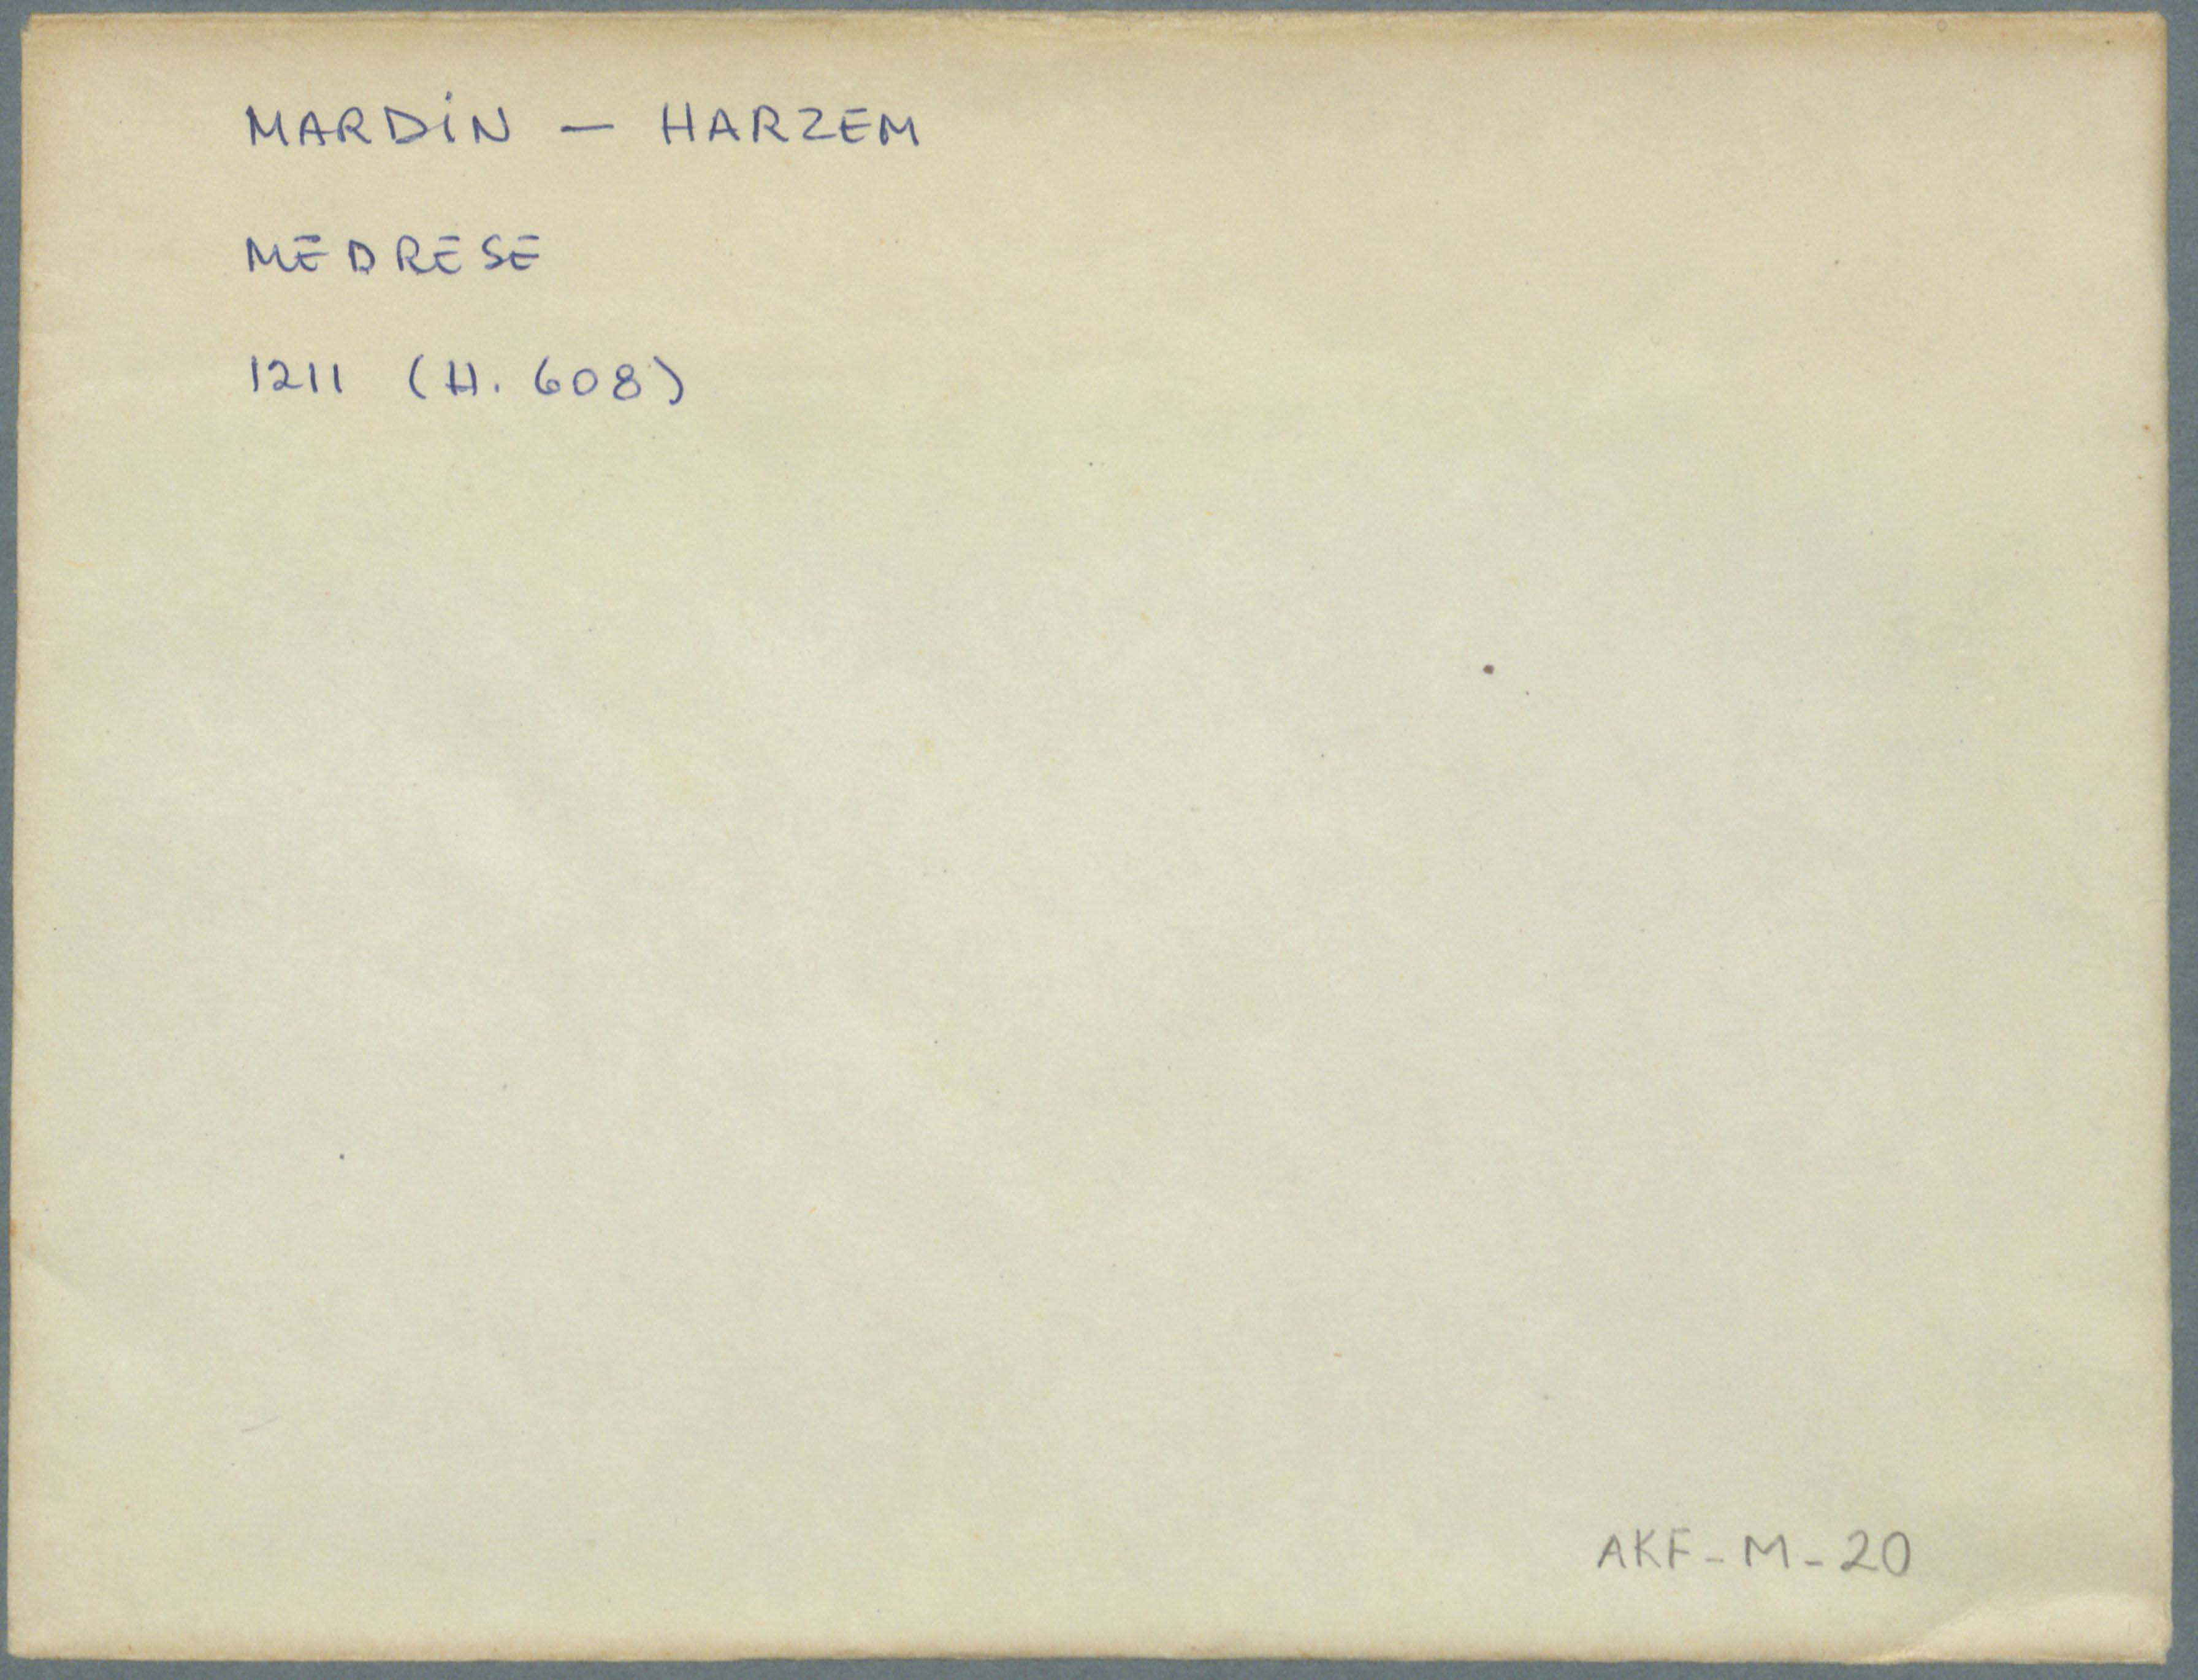 MARDİN — HARZEM
MEDRESE
1211 (H. 608)
AKF-M-20